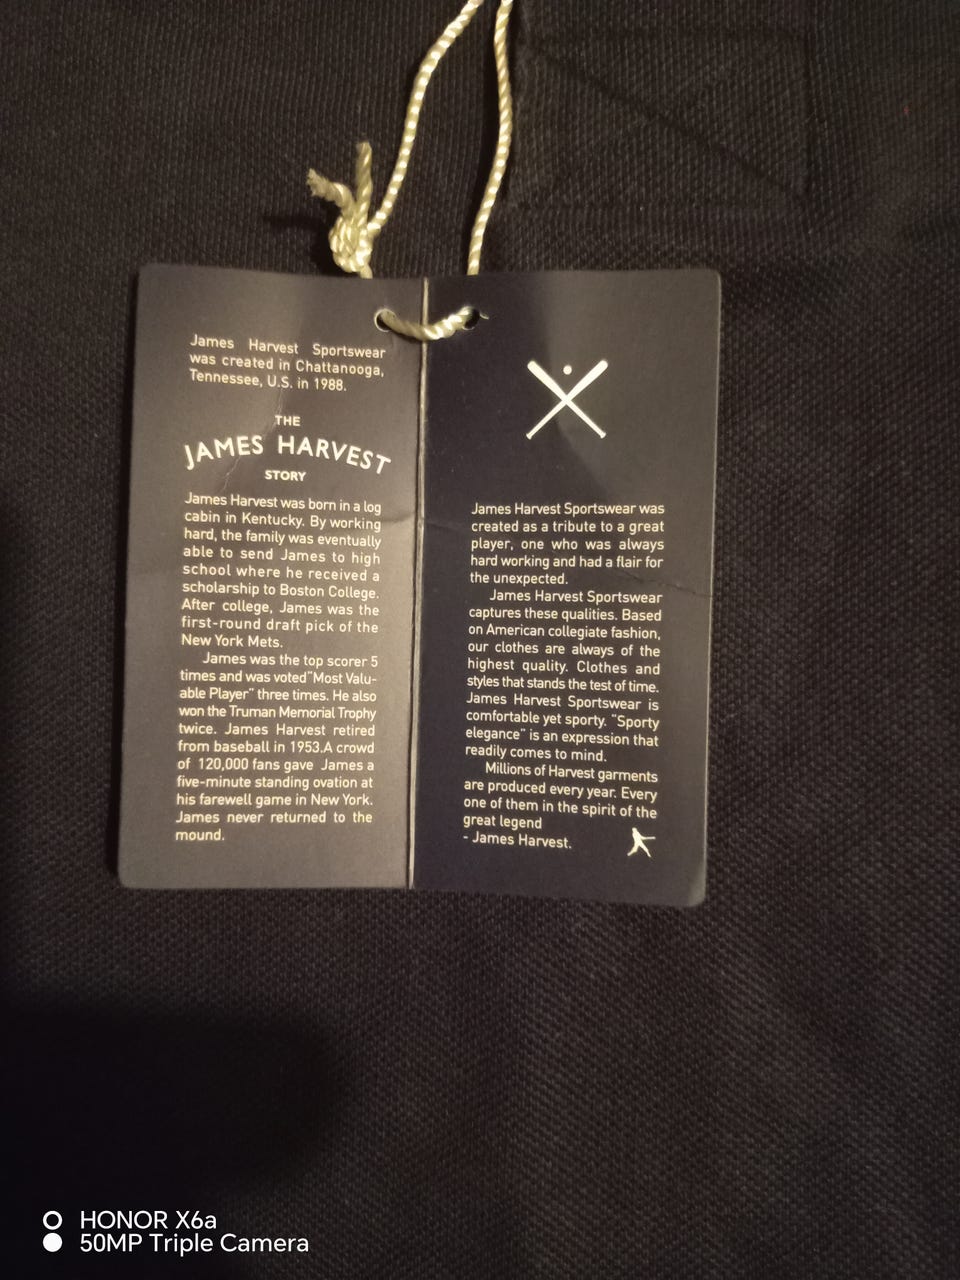 James Harvest Sportswear
was created in Chattanooga,
Tennessee, U.S. in 1988.
THE
JAMES HARVEST
STORY
James Harvest was born in a log
cabin in Kentucky. By working
hard, the family was eventually
able to send James to high
school where he received a
scholarship to Boston College.
After college, James was the
first-round draft pick of the
New York Mets.
James was the top scorer 5
times and was voted"Most Valu-
able Player" three times. He also
won the Truman Memorial Trophy
twice. James Harvest retired
from baseball in 1953.A crowd
of 120,000 fans gave James a
five-minute standing ovation at
his farewell game in New York.
James never returned to the
mound.
James Harvest Sportswear was
created as a tribute to a great
player, one who was always
hard working and had a flair for
the unexpected.
James Harvest Sportswear
captures these qualities. Based
on American collegiate fashion,
our clothes are always of the
highest quality. Clothes and
styles that stands the test of time.
James Harvest Sportswear is
comfortable yet sporty. "Sporty
elegance" is an expression that
readily comes to mind.
Millions of Harvest garments
are produced every year. Every
one of them in the spirit of the
great legend
- James Harvest.
HONOR X6a
50MP Triple Camera